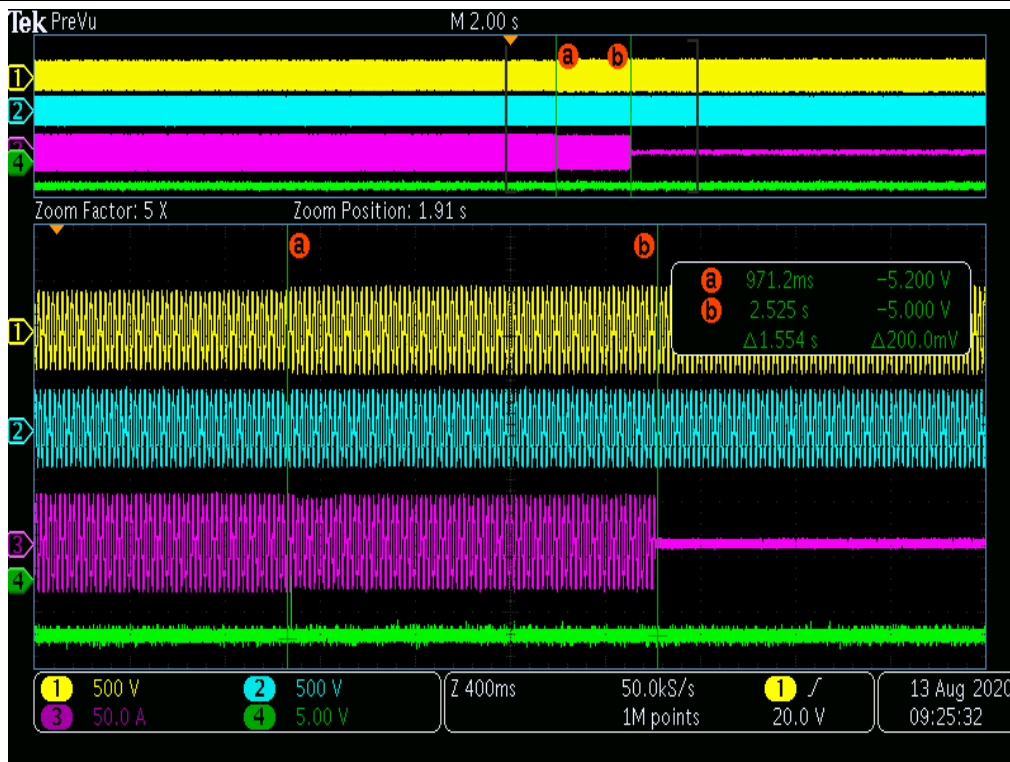 Tek PreVu M 2.00 s
a b
1
2
3
4
Zoom Factor: 5 X Zoom Position: 1.91 s
a b
a 971.2ms −5.200 V
b 2.525 s −5.000 V
△1.554 s △200.0mV
1
2
3
4
1 500 V 2 500 V Z 400ms 50.0kS/s 1 ∫ 13 Aug 2020
3 50.0 A 4 5.00 V 1M points 20.0 V 09:25:32